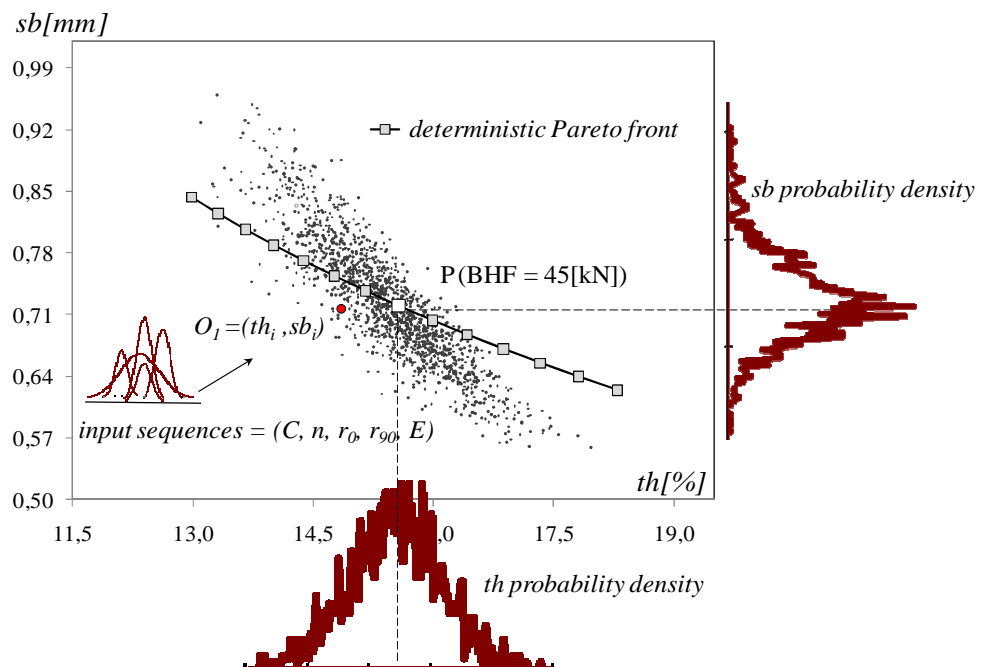 sb[mm]
0,99
0,92
0,85
0,78
0,71
0,64
0,57
0,50
deterministic Pareto front
sb probability density
P(BHF = 45[kN])
O1 =(thi ,sbi)
input sequences = (C, n, r0, r90, E)
th[%]
11,5 13,0 14,5 17,5 19,0
th probability density